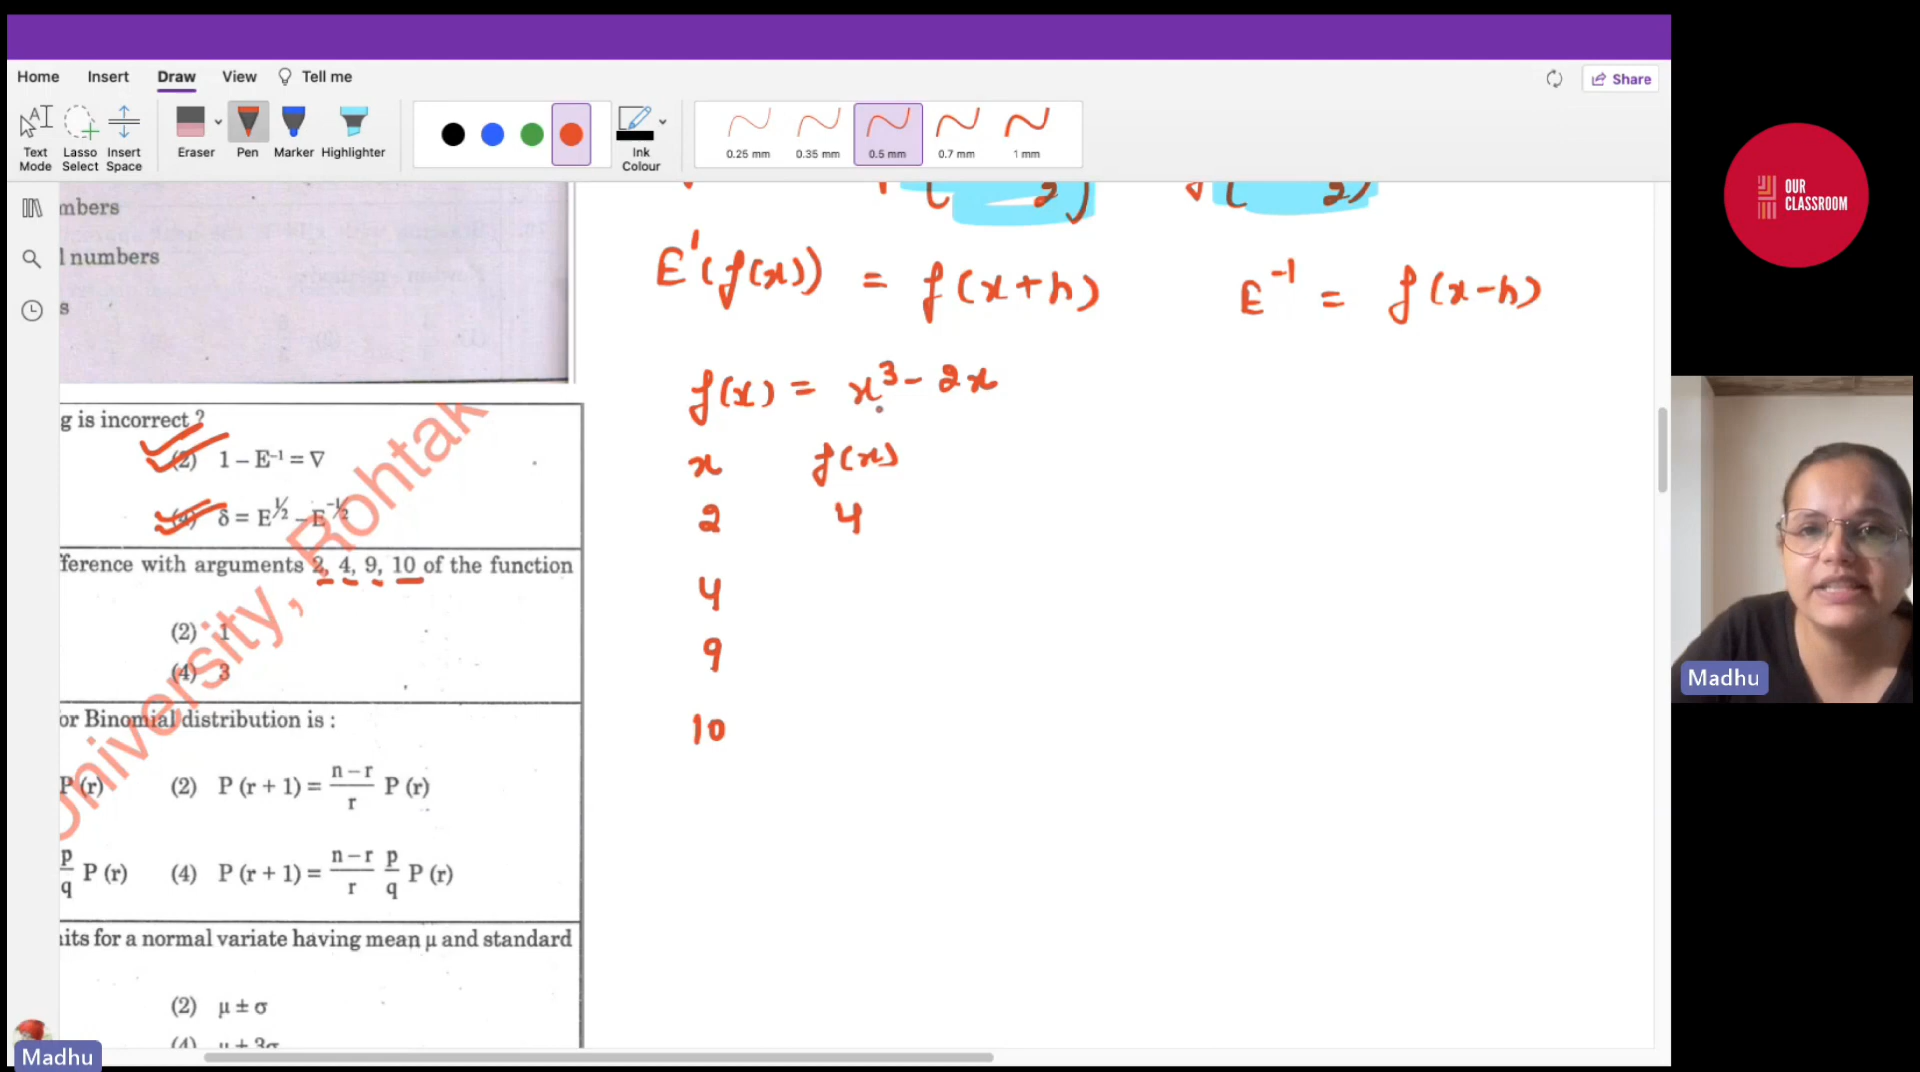 Home Insert Draw View Tell me
Share
Text Mode
Lasso Select
Insert Space
Eraser
Pen
Marker
Highlighter
Ink Colour
0.25 mm
0.35 mm
0.5 mm
0.7 mm
1 mm
OUR CLASSROOM
mbers
l numbers
s
g is incorrect ?
(2) 1 – E⁻¹ = ∇
(4) δ = E^½ – E^-½
fference with arguments 2, 4, 9, 10 of the function
(2) 1
(4) 3
or Binomial distribution is :
P (r) (2) P (r + 1) = (n – r)/r P (r)
p/q P (r) (4) P (r + 1) = (n – r)/r p/q P (r)
nits for a normal variate having mean μ and standard
(2) μ ± σ
University, Rohtak
E¹(f(x)) = f(x+h) E⁻¹ = f(x-h)
f(x) = x³ - 2x
x f(x)
2 4
4
9
10
Madhu
Madhu